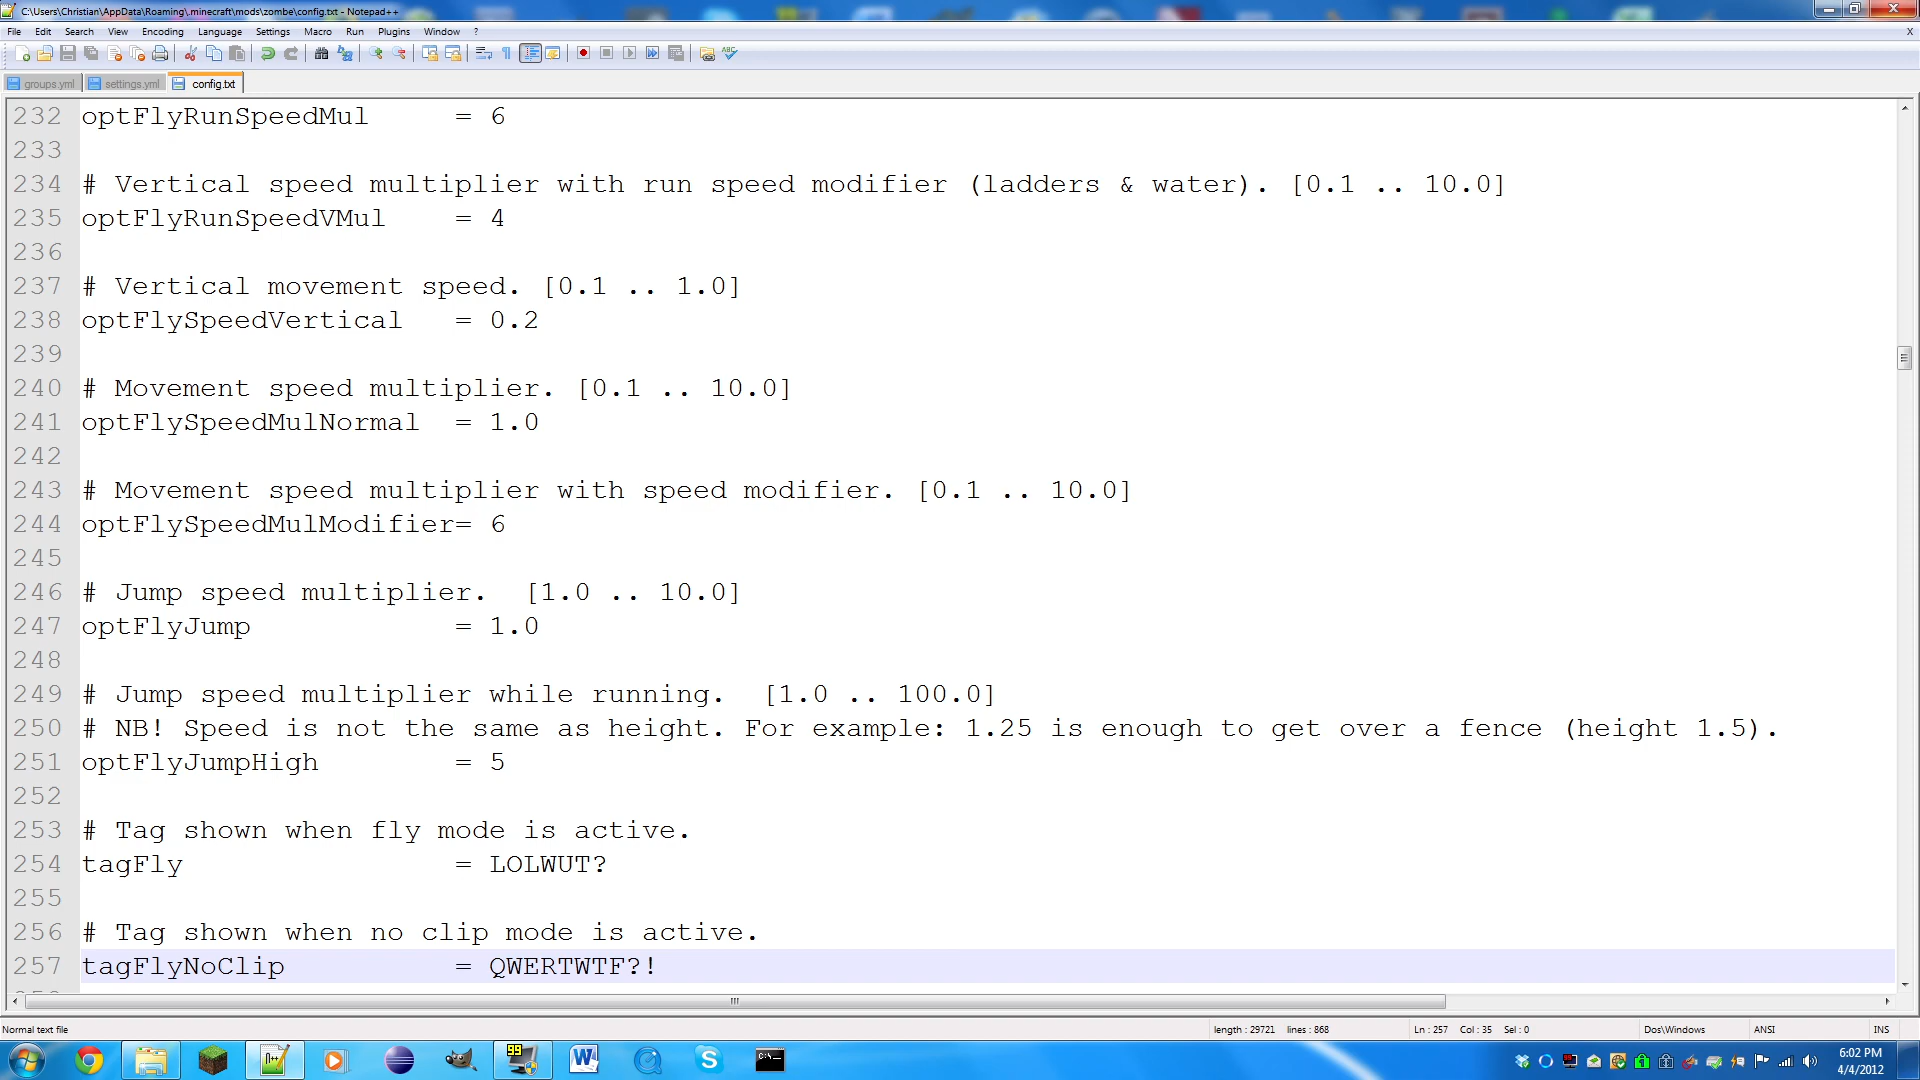 C:\Users\Christian\AppData\Roaming\.minecraft\mods\zombe\config.txt - Notepad++
File Edit Search View Encoding Language Settings Macro Run Plugins Window ? X
groups.yml settings.yml config.txt
232 optFlyRunSpeedMul = 6
233
234 # Vertical speed multiplier with run speed modifier (ladders & water). [0.1 .. 10.0]
235 optFlyRunSpeedVMul = 4
236
237 # Vertical movement speed. [0.1 .. 1.0]
238 optFlySpeedVertical = 0.2
239
240 # Movement speed multiplier. [0.1 .. 10.0]
241 optFlySpeedMulNormal = 1.0
242
243 # Movement speed multiplier with speed modifier. [0.1 .. 10.0]
244 optFlySpeedMulModifier= 6
245
246 # Jump speed multiplier. [1.0 .. 10.0]
247 optFlyJump = 1.0
248
249 # Jump speed multiplier while running. [1.0 .. 100.0]
250 # NB! Speed is not the same as height. For example: 1.25 is enough to get over a fence (height 1.5).
251 optFlyJumpHigh = 5
252
253 # Tag shown when fly mode is active.
254 tagFly = LOLWUT?
255
256 # Tag shown when no clip mode is active.
257 tagFlyNoClip = QWERTWTF?!
Normal text file length : 29721 lines : 868 Ln : 257 Col : 35 Sel : 0 Dos\Windows ANSI INS
99
6:02 PM
4/4/2012